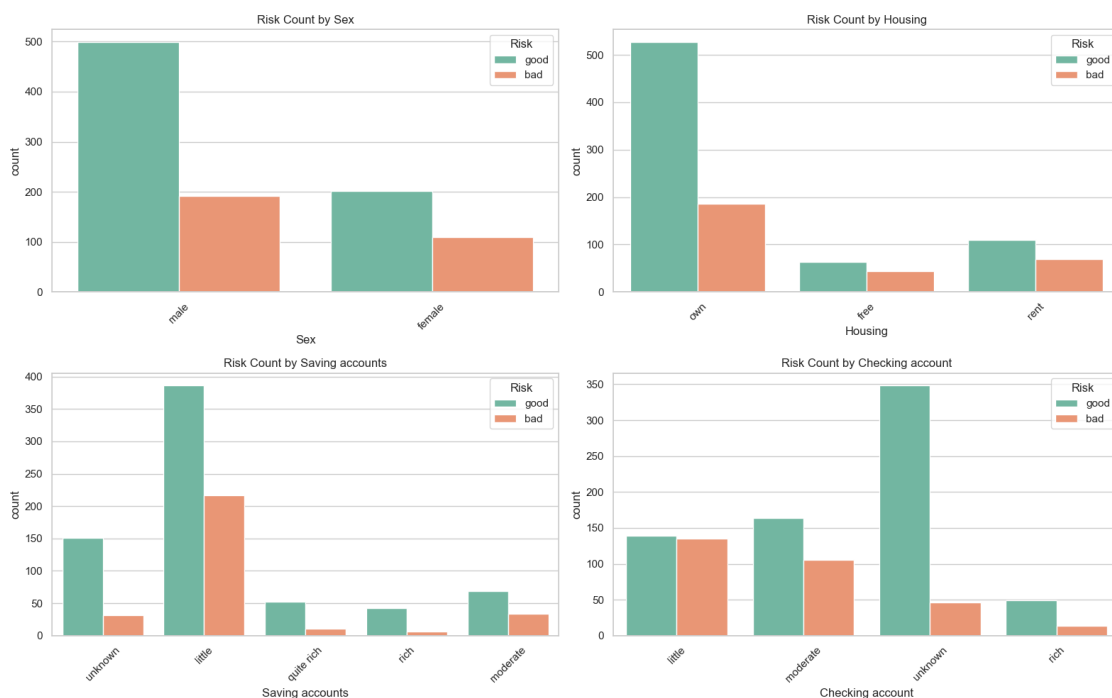 Risk Count by Sex
500
400
300
200
100
0
count
Risk
good
bad
male
female
Sex
Risk Count by Housing
500
400
300
200
100
0
count
Risk
good
bad
own
free
rent
Housing
Risk Count by Saving accounts
400
350
300
250
200
150
100
50
0
count
Risk
good
bad
unknown
little
quite rich
rich
moderate
Saving accounts
Risk Count by Checking account
350
300
250
200
150
100
50
0
count
Risk
good
bad
little
moderate
unknown
rich
Checking account